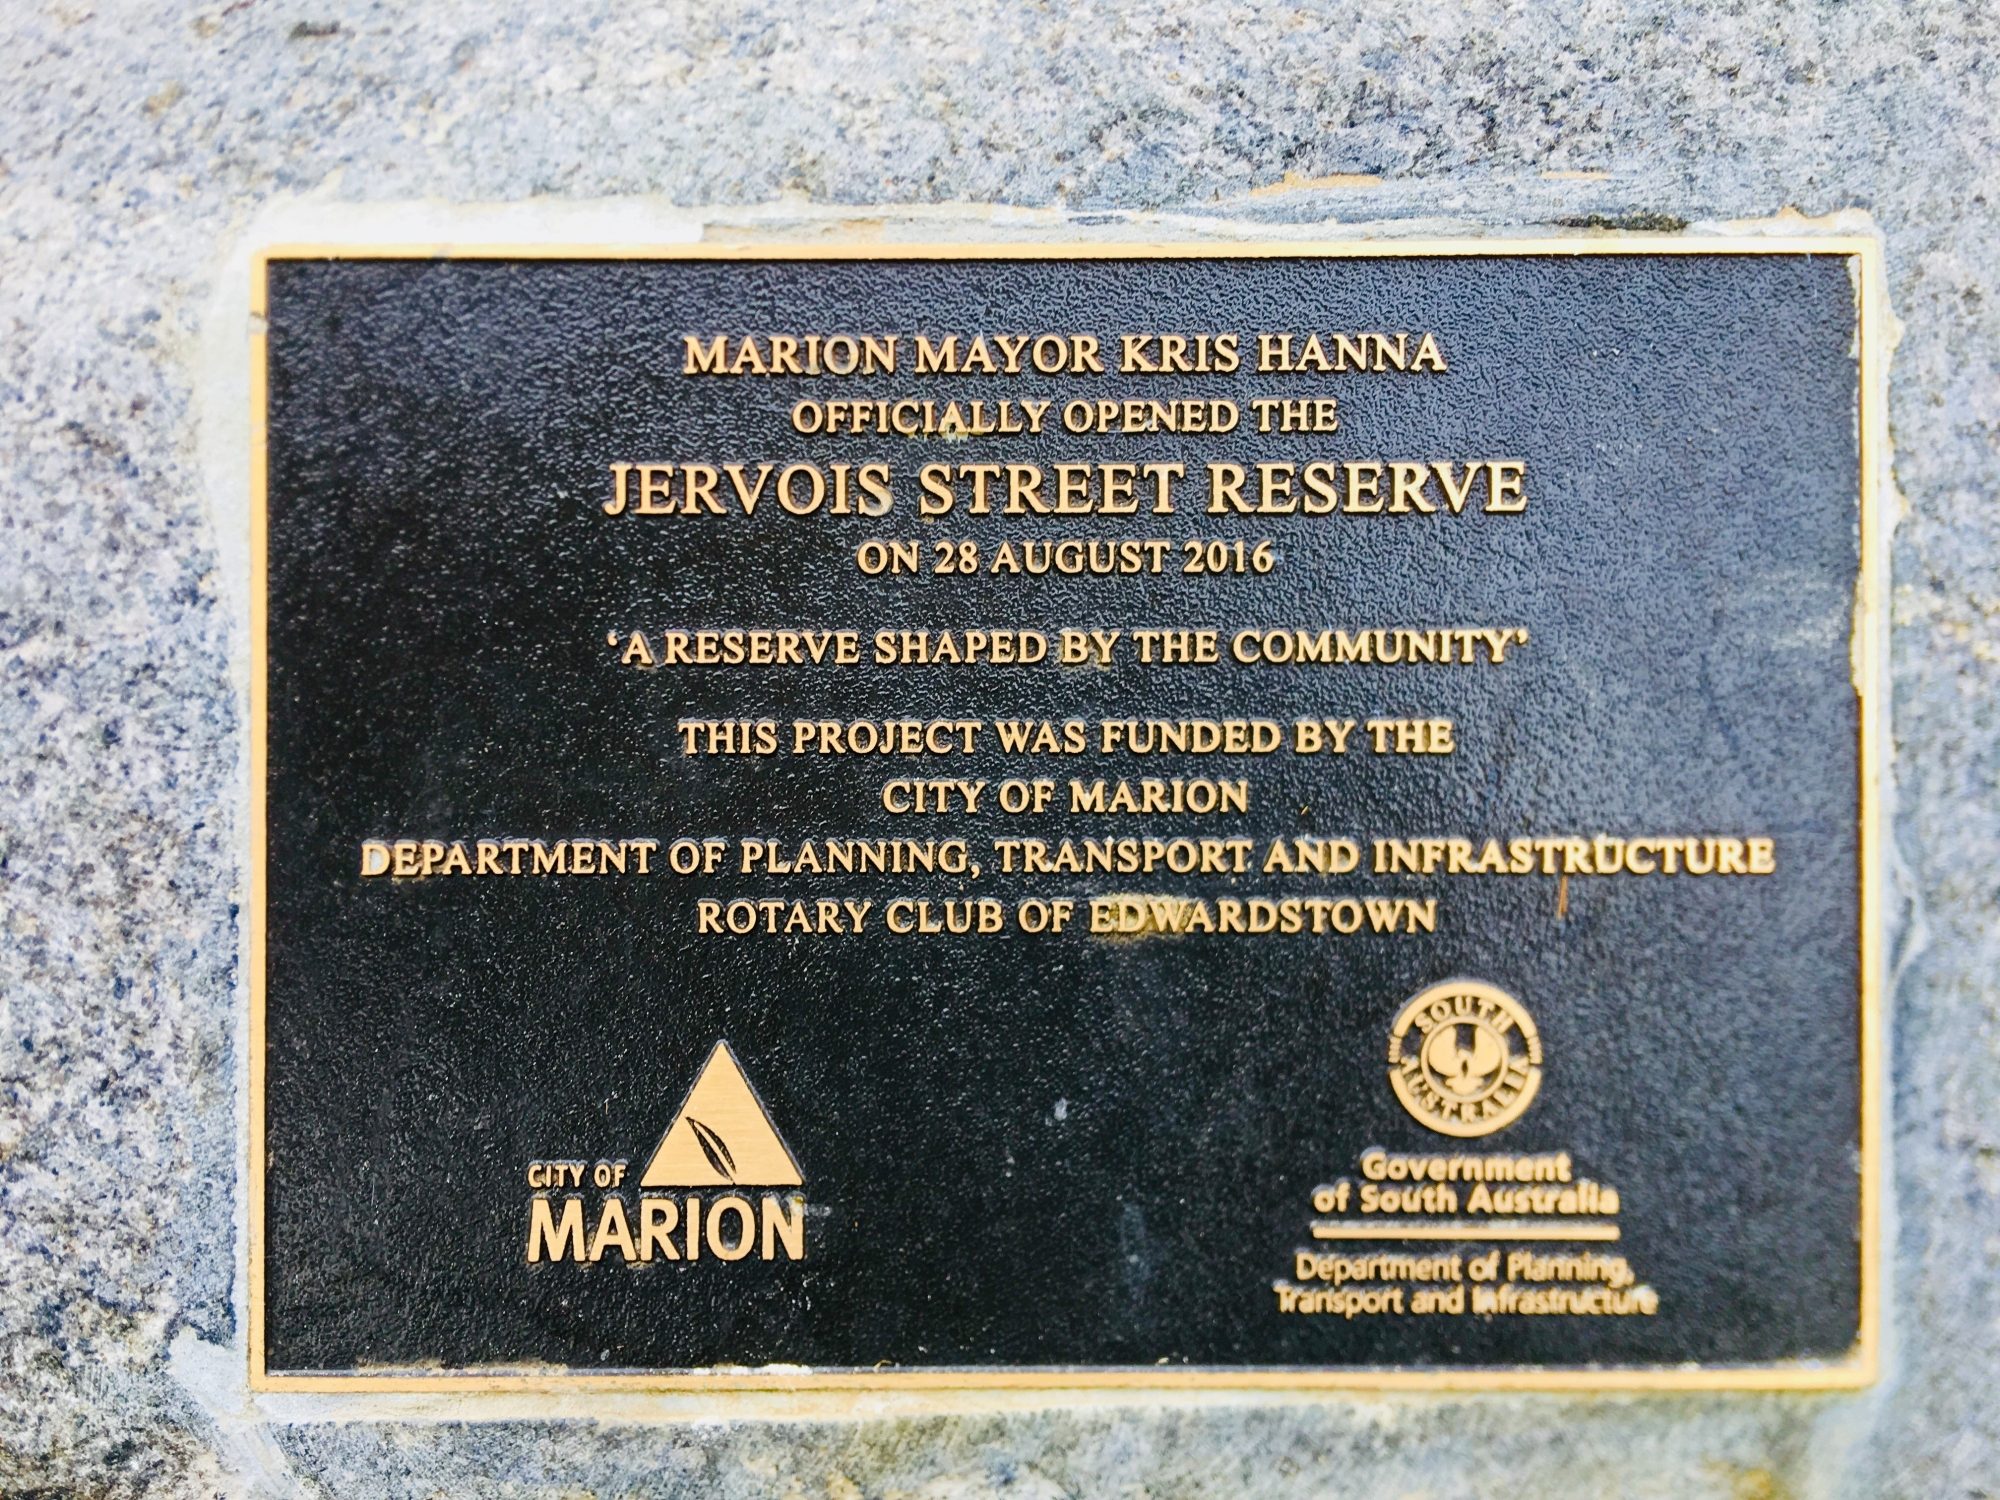 MARION MAYOR KRIS HANNA
OFFICIALLY OPENED THE
JERVOIS STREET RESERVE
ON 28 AUGUST 2016
‘A RESERVE SHAPED BY THE COMMUNITY’
THIS PROJECT WAS FUNDED BY THE
CITY OF MARION
DEPARTMENT OF PLANNING, TRANSPORT AND INFRASTRUCTURE
ROTARY CLUB OF EDWARDSTOWN
CITY OF
MARION
SOUTH
AUSTRALIA
Government
of South Australia
Department of Planning,
Transport and Infrastructure